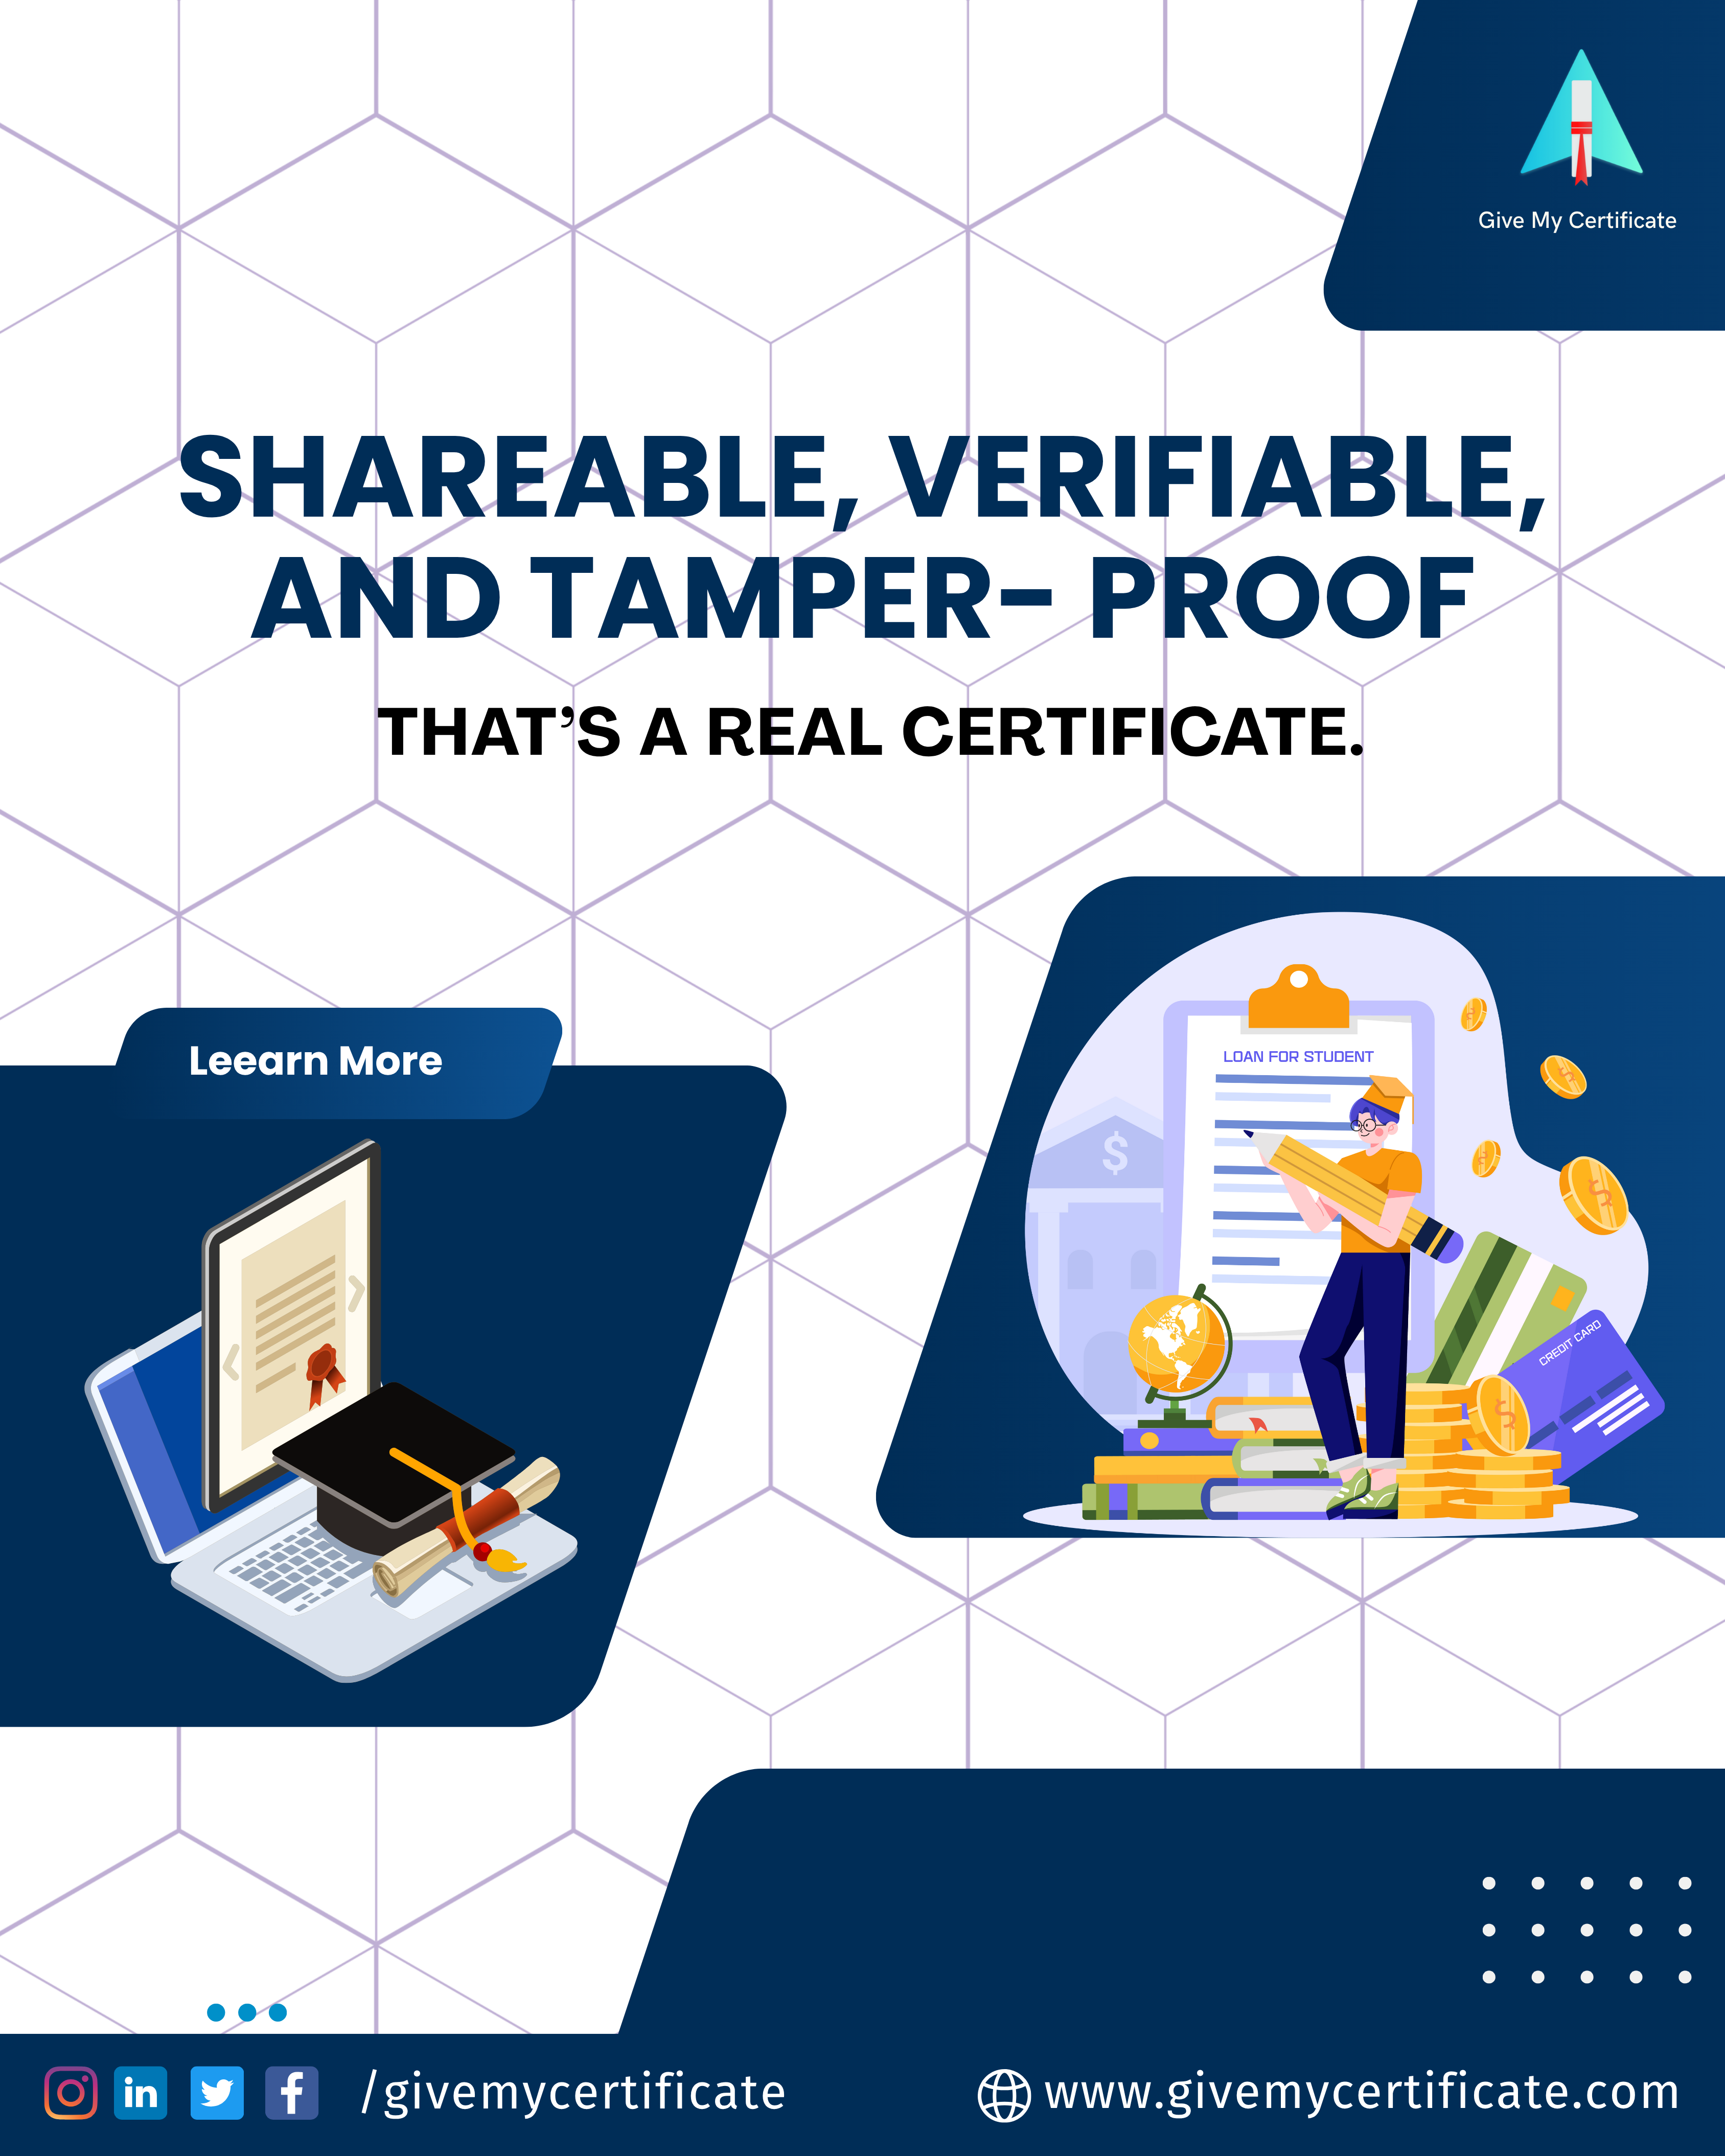 Give My Certificate
SHAREABLE, VERIFIABLE,
AND TAMPER- PROOF
THAT'S A REAL CERTIFICATE.
Leearn More
LOAN FOR STUDENT
$
CREDIT CARD
/givemycertificate
www.givemycertificate.com